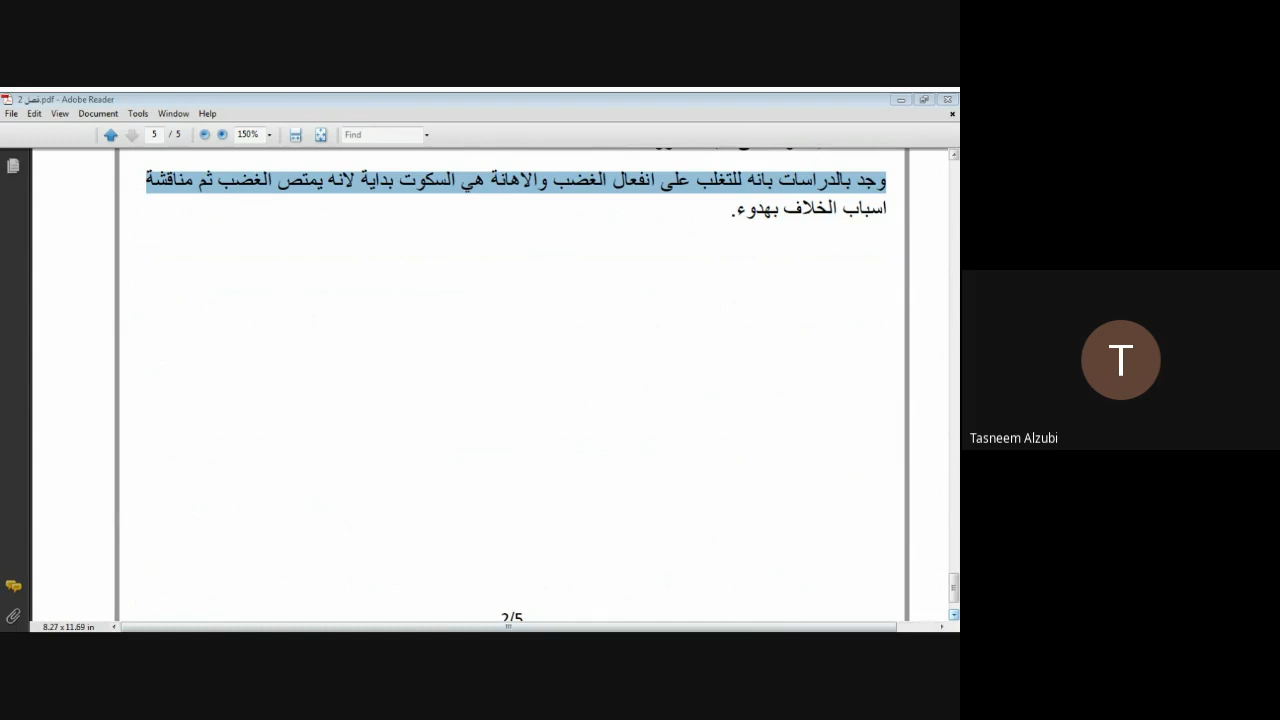 فصل 2.pdf - Adobe Reader
File Edit View Document Tools Window Help
5 / 5 150% Find
وجد بالدراسات بانه للتغلب على انفعال الغضب والاهانة هي السكوت بداية لانه يمتص الغضب ثم مناقشة
اسباب الخلاف بهدوء.
2/5
8.27 x 11.69 in
T
Tasneem Alzubi